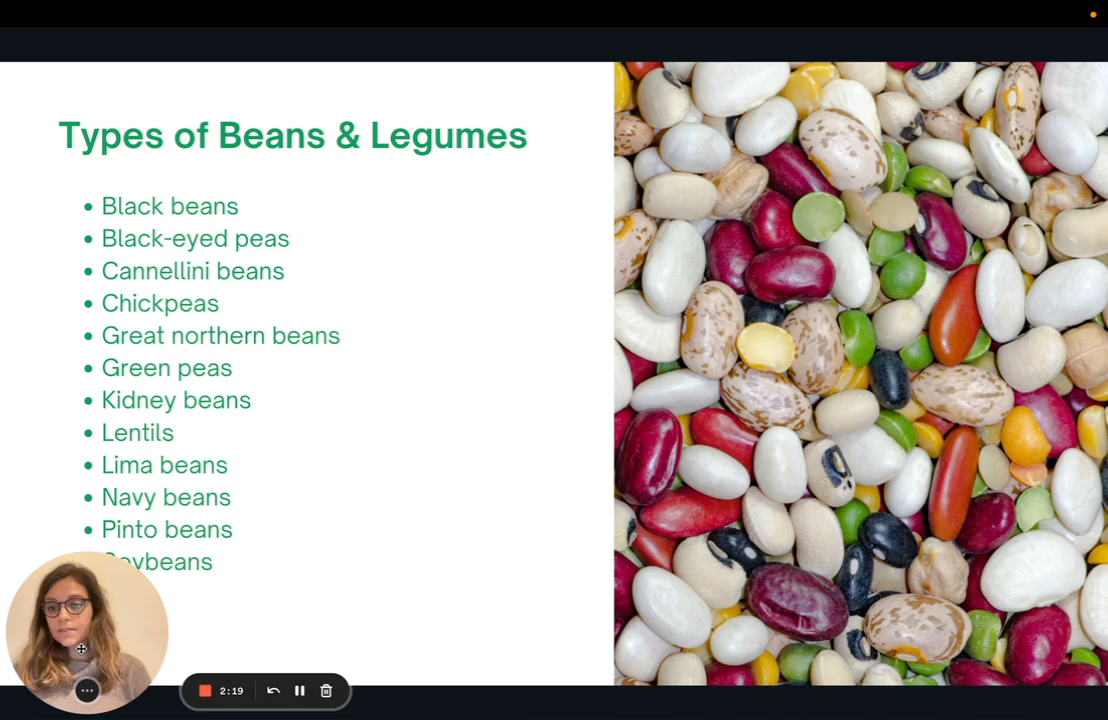 Types of Beans & Legumes
Black beans
Black-eyed peas
Cannellini beans
Chickpeas
Great northern beans
Green peas
Kidney beans
Lentils
Lima beans
Navy beans
Pinto beans
Soybeans
2:19